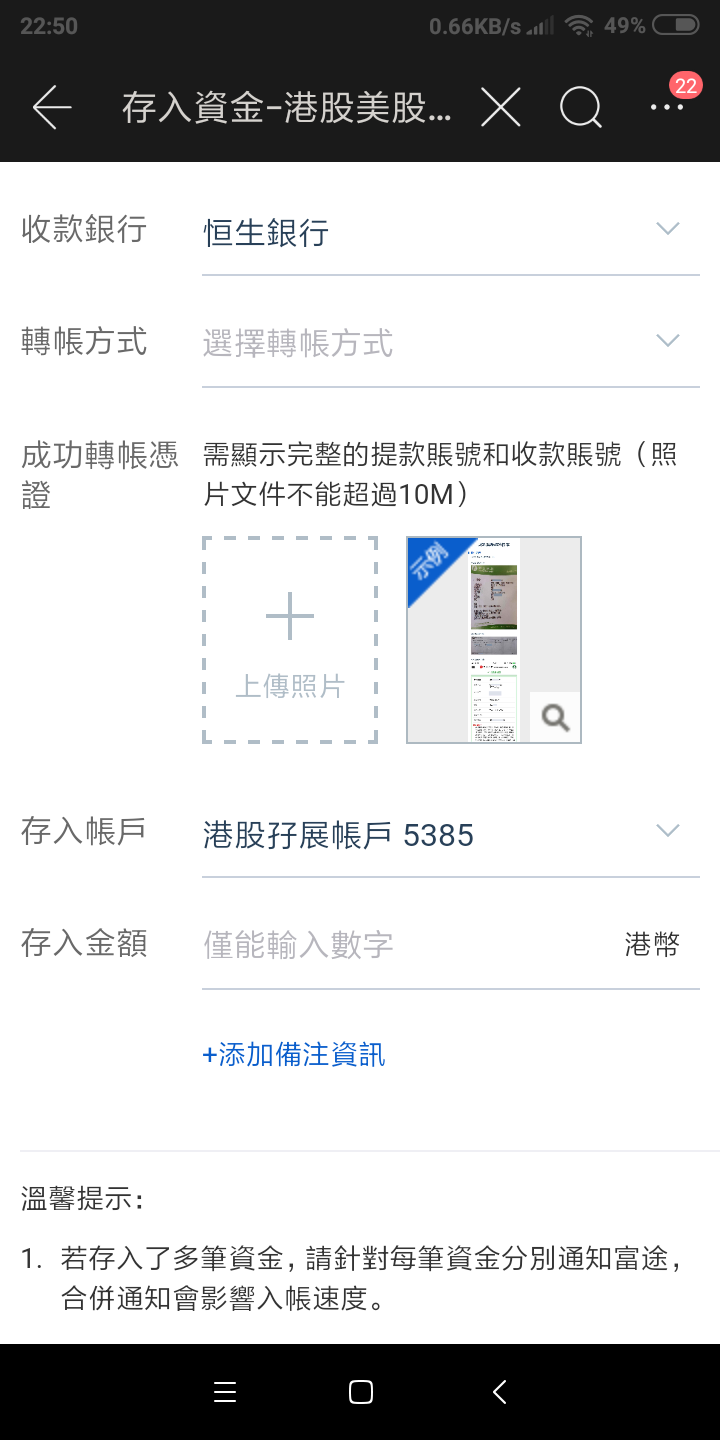 22:50 0.66KB/s 49%
存入資金-港股美股... 22
收款銀行 恒生銀行
轉帳方式 選擇轉帳方式
成功轉帳憑 需顯示完整的提款賬號和收款賬號（照
證 片文件不能超過10M）
示例
上傳照片
存入帳戶 港股孖展帳戶 5385
存入金額 僅能輸入數字 港幣
+添加備注資訊
溫馨提示:
1. 若存入了多筆資金, 請針對每筆資金分別通知富途,
合併通知會影響入帳速度。